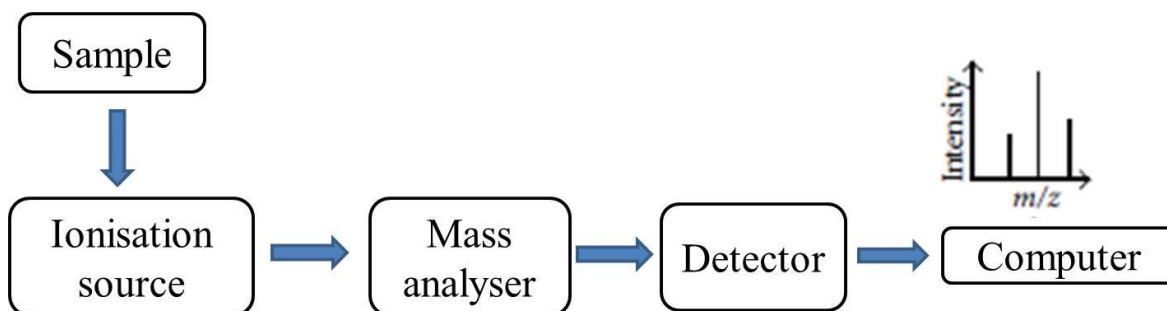 Sample
Ionisation
source
Mass
analyser
Detector
Computer
Intensity
m/z